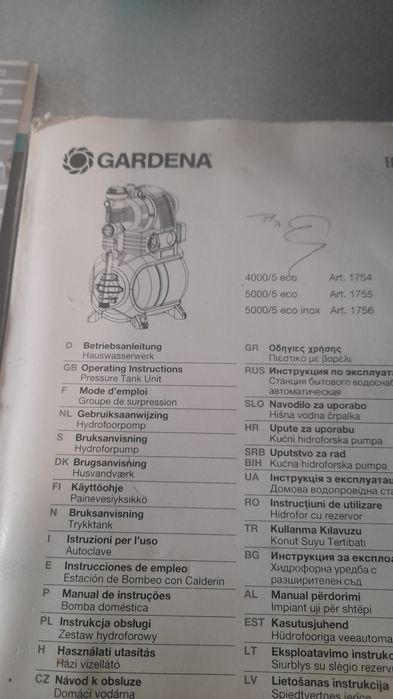 GARDENA
4000/5 eco Art. 1754
5000/5 eco Art. 1755
5000/5 eco inox Art. 1756
D Betriebsanleitung
Hauswasserwerk
GB Operating Instructions
Pressure Tank Unit
F Mode d'emploi
Groupe de surpression
NL Gebruiksaanwijzing
Hydrofoorpomp
S Bruksanvisning
Hydroforpump
DK Brugsanvisning
Husvandværk
FI Käyttöohje
Painevesiyksikkö
N Bruksanvisning
Trykktank
I Istruzioni per l'uso
Autoclave
E Instrucciones de empleo
Estación de Bombeo con Calderín
P Manual de instruções
Bomba doméstica
PL Instrukcja obsługi
Zestaw hydroforowy
H Használati utasítás
Házi vízellátó
CZ Návod k obsluze
Domácí vodárna
GR Οδηγίες χρήσης
Πιεστικό με βαρέλι
RUS Инструкция по эксплуат
Станция бытового водоснаб
автоматическая
SLO Navodilo za uporabo
Hišna vodna črpalka
HR Upute za uporabu
Kućni hidroforska pumpa
SRB Uputstvo za rad
BIH Kućna hidroforska pumpa
UA Інструкція з експлуатац
Домова водопровідна ста
RO Instrucţiuni de utilizare
Hidrofor cu rezervor
TR Kullanma Kılavuzu
Konut Suyu Tertibatı
BG Инструкция за експлоа
Хидрофорна уредба с
разширителен съд
AL Manual përdorimi
Impiant uji për shtëpi
EST Kasutusjuhend
Hüdrofooriga veeautoma
LT Eksploatavimo instrukc
Siurblys su slėgio rezerv
LV Lietošanas instrukcija
Spiedtvertnes ierīce